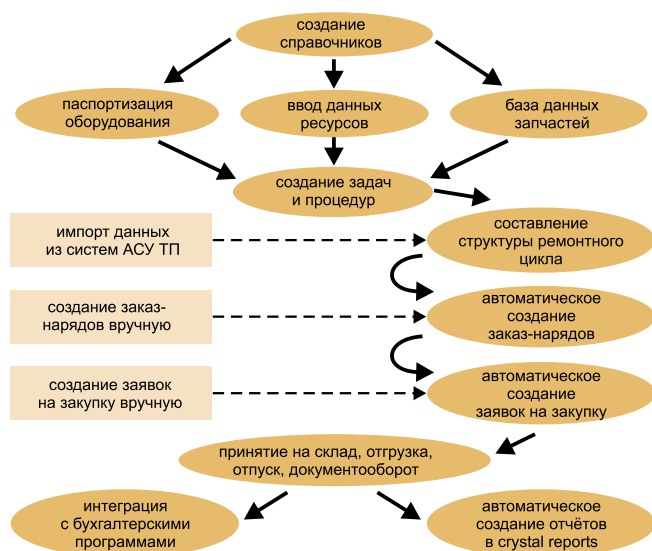 создание
справочников
паспортизация
оборудования
ввод данных
ресурсов
база данных
запчастей
создание задач
и процедур
импорт данных
из систем АСУ ТП
составление
структуры ремонтного
цикла
создание заказ-
нарядов вручную
автоматическое
создание
заказ-нарядов
создание заявок
на закупку вручную
автоматическое
создание
заявок на закупку
принятие на склад, отгрузка,
отпуск, документооборот
интеграция
с бухгалтерскими
программами
автоматическое
создание отчётов
в crystal reports